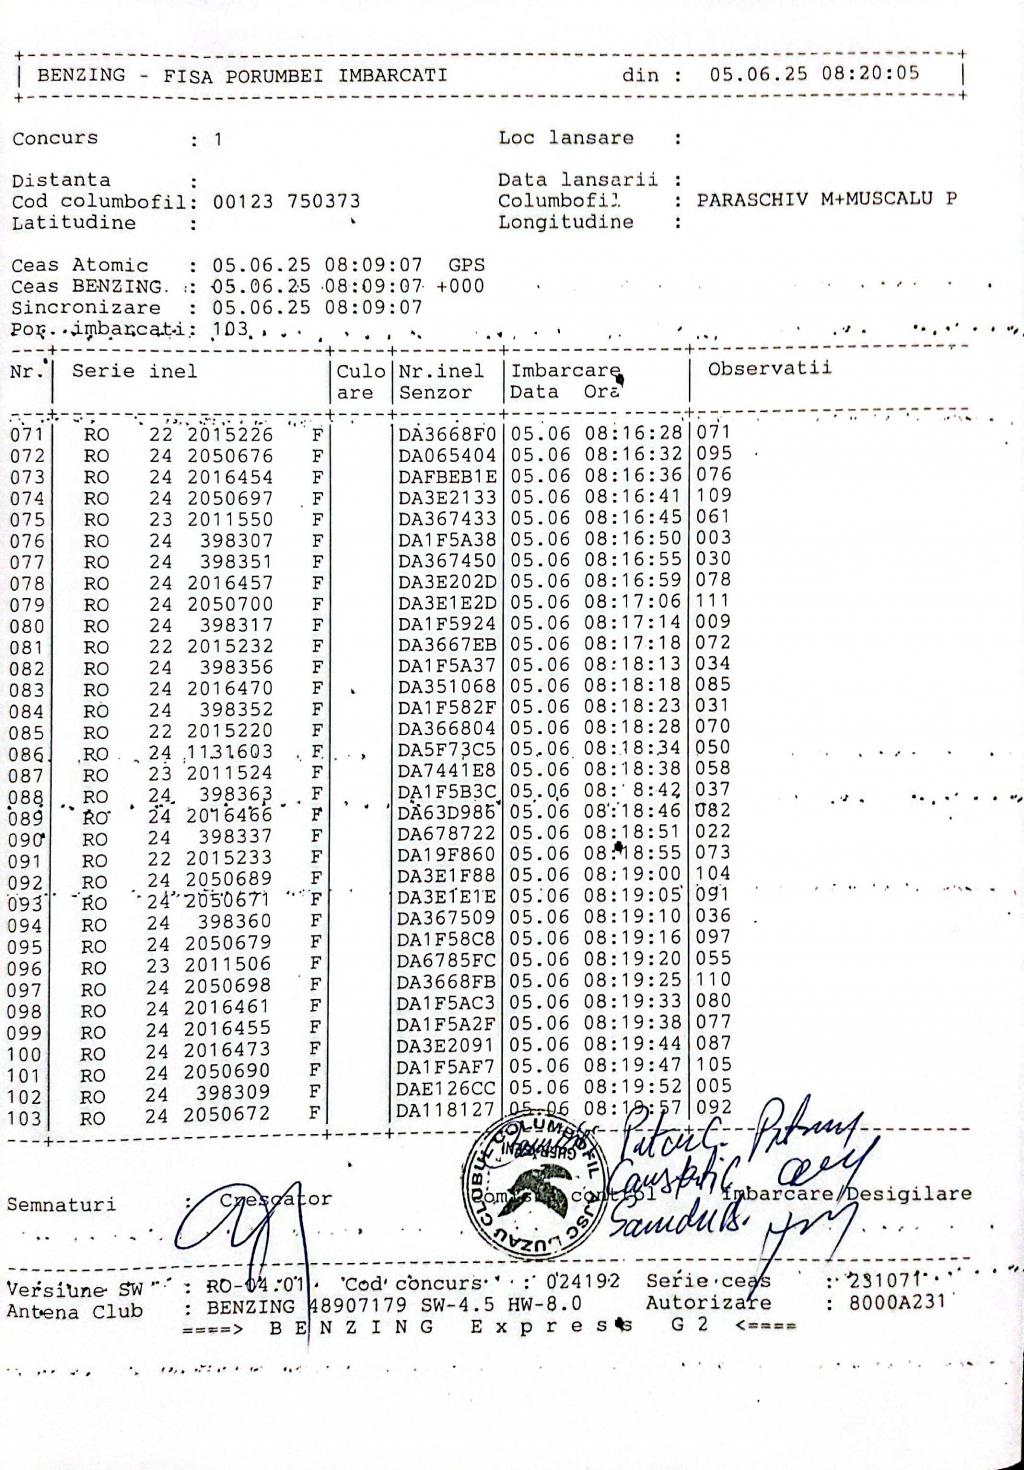 BENZING - FISA PORUMBEI IMBARCATI din : 05.06.25 08:20:05
Concurs : 1 Loc lansare :
Distanta : Data lansarii :
Cod columbofil: 00123 750373 Columbofil : PARASCHIV M+MUSCALU P
Latitudine : Longitudine :
Ceas Atomic : 05.06.25 08:09:07 GPS
Ceas BENZING : 05.06.25 08:09:07 +000
Sincronizare : 05.06.25 08:09:07
Por. imbarcati: 103
Nr. Serie inel Culo Nr.inel Imbarcare Observatii
are Senzor Data Ora
071 RO 22 2015226 F DA3668F0 05.06 08:16:28 071
072 RO 24 2050676 F DA065404 05.06 08:16:32 095
073 RO 24 2016454 F DAFBEB1E 05.06 08:16:36 076
074 RO 24 2050697 F DA3E2133 05.06 08:16:41 109
075 RO 23 2011550 F DA367433 05.06 08:16:45 061
076 RO 24 398307 F DA1F5A38 05.06 08:16:50 003
077 RO 24 398351 F DA367450 05.06 08:16:55 030
078 RO 24 2016457 F DA3E202D 05.06 08:16:59 078
079 RO 24 2050700 F DA3E1E2D 05.06 08:17:06 111
080 RO 24 398317 F DA1F5924 05.06 08:17:14 009
081 RO 22 2015232 F DA3667EB 05.06 08:17:18 072
082 RO 24 398356 F DA1F5A37 05.06 08:18:13 034
083 RO 24 2016470 F DA351068 05.06 08:18:18 085
084 RO 24 398352 F DA1F582F 05.06 08:18:23 031
085 RO 22 2015220 F DA366804 05.06 08:18:28 070
086 RO 24 1131603 F DA5F73C5 05.06 08:18:34 050
087 RO 23 2011524 F DA7441E8 05.06 08:18:38 058
088 RO 24 398363 F DA1F5B3C 05.06 08: 8:42 037
089 RO 24 2016466 F DA63D986 05.06 08:18:46 082
090 RO 24 398337 F DA678722 05.06 08:18:51 022
091 RO 22 2015233 F DA19F860 05.06 08:18:55 073
092 RO 24 2050689 F DA3E1F88 05.06 08:19:00 104
093 RO 24 2050671 F DA3E1E1E 05.06 08:19:05 091
094 RO 24 398360 F DA367509 05.06 08:19:10 036
095 RO 24 2050679 F DA1F58C8 05.06 08:19:16 097
096 RO 23 2011506 F DA6785FC 05.06 08:19:20 055
097 RO 24 2050698 F DA3668FB 05.06 08:19:25 110
098 RO 24 2016461 F DA1F5AC3 05.06 08:19:33 080
099 RO 24 2016455 F DA1F5A2F 05.06 08:19:38 077
100 RO 24 2016473 F DA3E2091 05.06 08:19:44 087
101 RO 24 2050690 F DA1F5AF7 05.06 08:19:47 105
102 RO 24 398309 F DAE126CC 05.06 08:19:52 005
103 RO 24 2050672 F DA118127 05.06 08:19:57 092
CLUBUL COLUMBOFIL
LUZAU
Semnaturi : Crescator control Imbarcare/Desigilare
Versiune SW : RO-04.01 Cod concurs : 024192 Serie ceas : 231071
Antena Club : BENZING 48907179 SW-4.5 HW-8.0 Autorizare : 8000A231
====> B E N Z I N G E x p r e s s G 2 <====